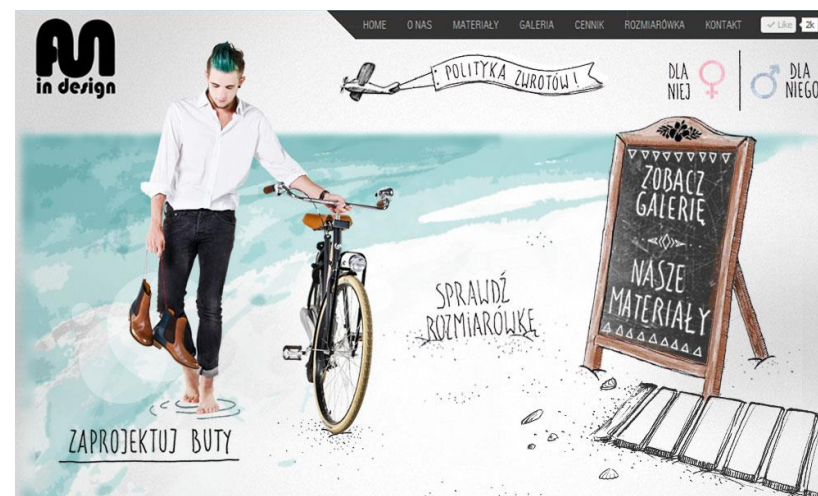 HOME O NAS MATERIAŁY GALERIA CENNIK ROZMIARÓWKA KONTAKT Like 2k
in design
POLITYKA ZWROTÓW!
DLA NIEJ
DLA NIEGO
ZOBACZ
GALERIĘ
NASZE
MATERIAŁY
SPRAWDŹ
ROZMIARÓWKĘ
ZAPROJEKTUJ BUTY